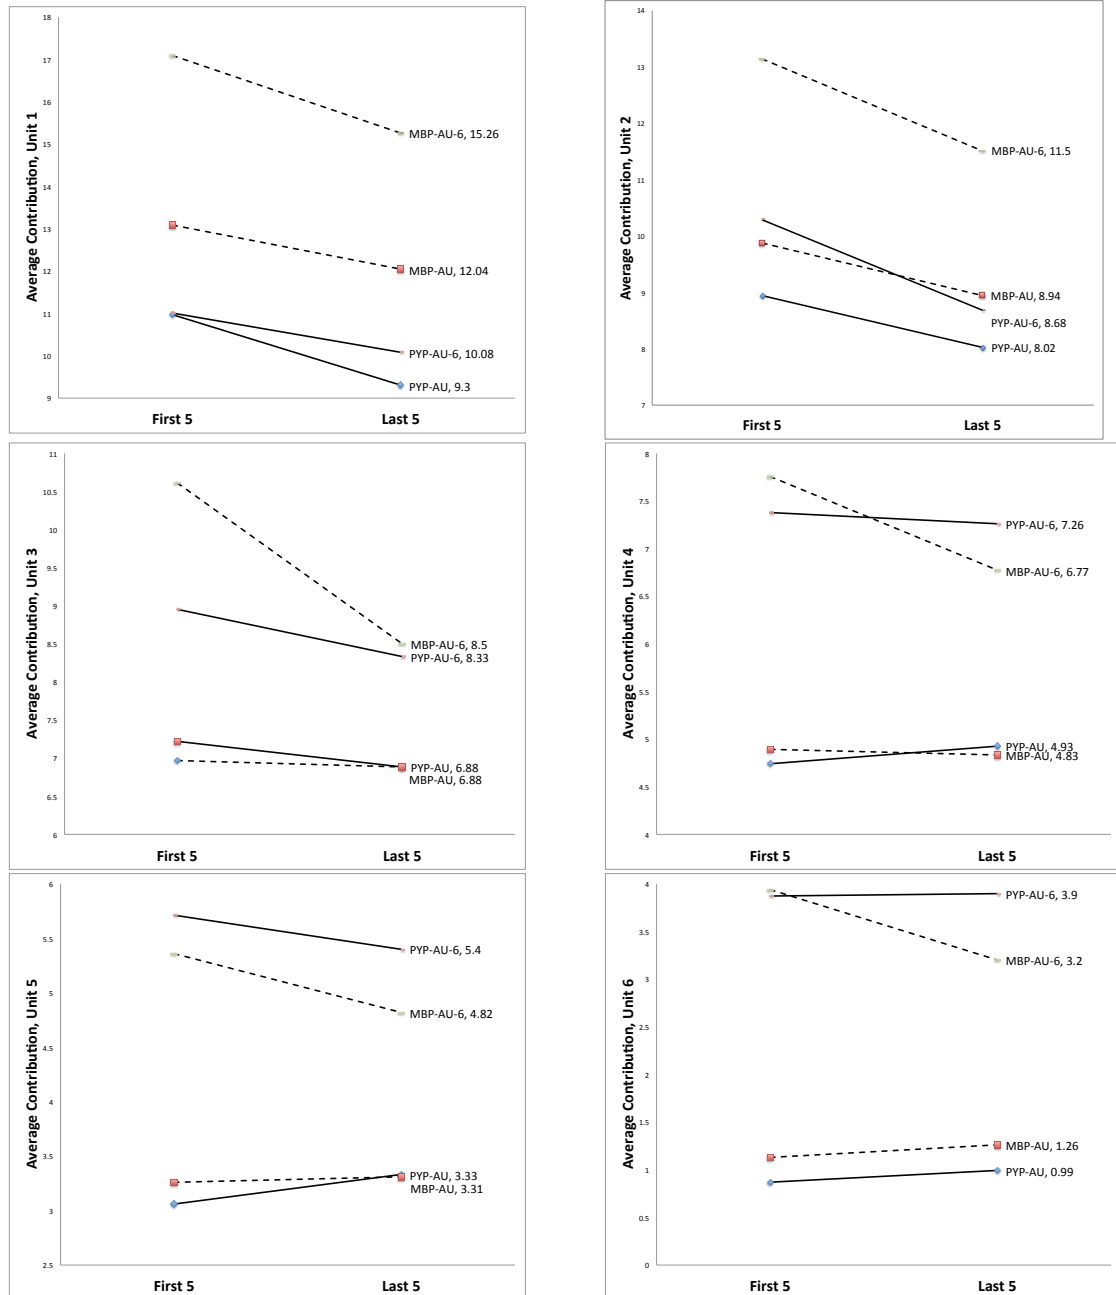 Average Contribution, Unit 1
18
17
16
15
14
13
12
11
10
9
MBP-AU-6, 15.26
MBP-AU, 12.04
PYP-AU-6, 10.08
PYP-AU, 9.3
First 5
Last 5
Average Contribution, Unit 2
14
13
12
11
10
9
8
7
MBP-AU-6, 11.5
MBP-AU, 8.94
PYP-AU-6, 8.68
PYP-AU, 8.02
First 5
Last 5
Average Contribution, Unit 3
11
10.5
10
9.5
9
8.5
8
7.5
7
6.5
6
MBP-AU-6, 8.5
PYP-AU-6, 8.33
PYP-AU, 6.88
MBP-AU, 6.88
First 5
Last 5
Average Contribution, Unit 4
8
7.5
7
6.5
6
5.5
5
4.5
4
PYP-AU-6, 7.26
MBP-AU-6, 6.77
PYP-AU, 4.93
MBP-AU, 4.83
First 5
Last 5
Average Contribution, Unit 5
6
5.5
5
4.5
4
3.5
3
2.5
PYP-AU-6, 5.4
MBP-AU-6, 4.82
PYP-AU, 3.33
MBP-AU, 3.31
First 5
Last 5
Average Contribution, Unit 6
4
3.5
3
2.5
2
1.5
1
0.5
0
PYP-AU-6, 3.9
MBP-AU-6, 3.2
MBP-AU, 1.26
PYP-AU, 0.99
First 5
Last 5